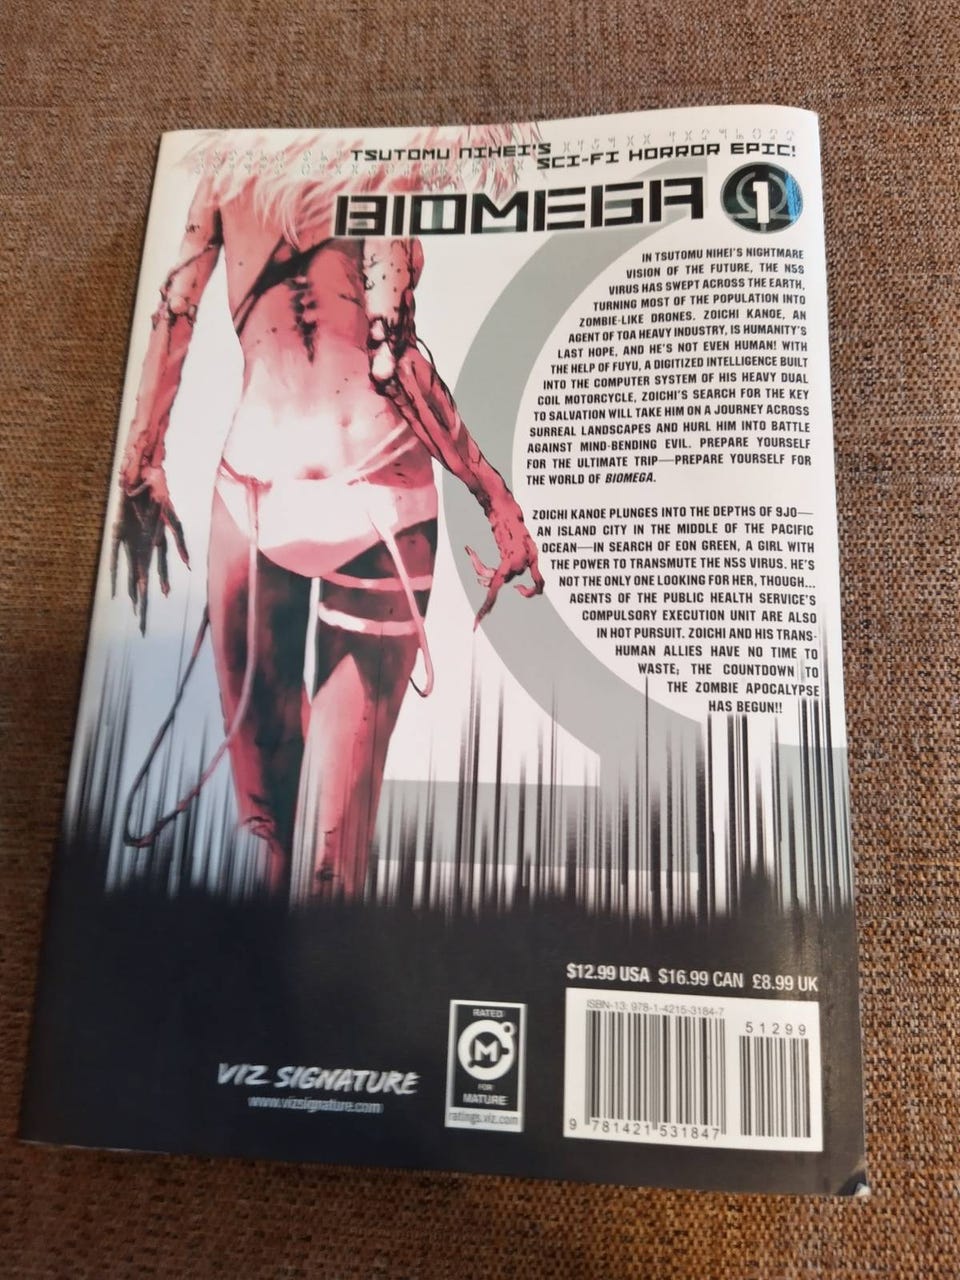 TSUTOMU NIHEI'S
SCI-FI HORROR EPIC!
BIOMEGA 1
IN TSUTOMU NIHEI'S NIGHTMARE
VISION OF THE FUTURE, THE N5S
VIRUS HAS SWEPT ACROSS THE EARTH,
TURNING MOST OF THE POPULATION INTO
ZOMBIE-LIKE DRONES. ZOICHI KANOE, AN
AGENT OF TOA HEAVY INDUSTRY, IS HUMANITY'S
LAST HOPE, AND HE'S NOT EVEN HUMAN! WITH
THE HELP OF FUYU, A DIGITIZED INTELLIGENCE BUILT
INTO THE COMPUTER SYSTEM OF HIS HEAVY DUAL
COIL MOTORCYCLE, ZOICHI'S SEARCH FOR THE KEY
TO SALVATION WILL TAKE HIM ON A JOURNEY ACROSS
SURREAL LANDSCAPES AND HURL HIM INTO BATTLE
AGAINST MIND-BENDING EVIL. PREPARE YOURSELF
FOR THE ULTIMATE TRIP—PREPARE YOURSELF FOR
THE WORLD OF BIOMEGA.
ZOICHI KANOE PLUNGES INTO THE DEPTHS OF 9JO—
AN ISLAND CITY IN THE MIDDLE OF THE PACIFIC
OCEAN—IN SEARCH OF EON GREEN, A GIRL WITH
THE POWER TO TRANSMUTE THE N5S VIRUS. HE'S
NOT THE ONLY ONE LOOKING FOR HER, THOUGH...
AGENTS OF THE PUBLIC HEALTH SERVICE'S
COMPULSORY EXECUTION UNIT ARE ALSO
IN HOT PURSUIT. ZOICHI AND HIS TRANS-
HUMAN ALLIES HAVE NO TIME TO
WASTE; THE COUNTDOWN TO
THE ZOMBIE APOCALYPSE
HAS BEGUN!!
$12.99 USA $16.99 CAN £8.99 UK
ISBN-13: 978-1-4215-3184-7
51299
9 781421 531847
RATED
M
FOR
MATURE
ratings.viz.com
VIZ SIGNATURE
www.vizsignature.com